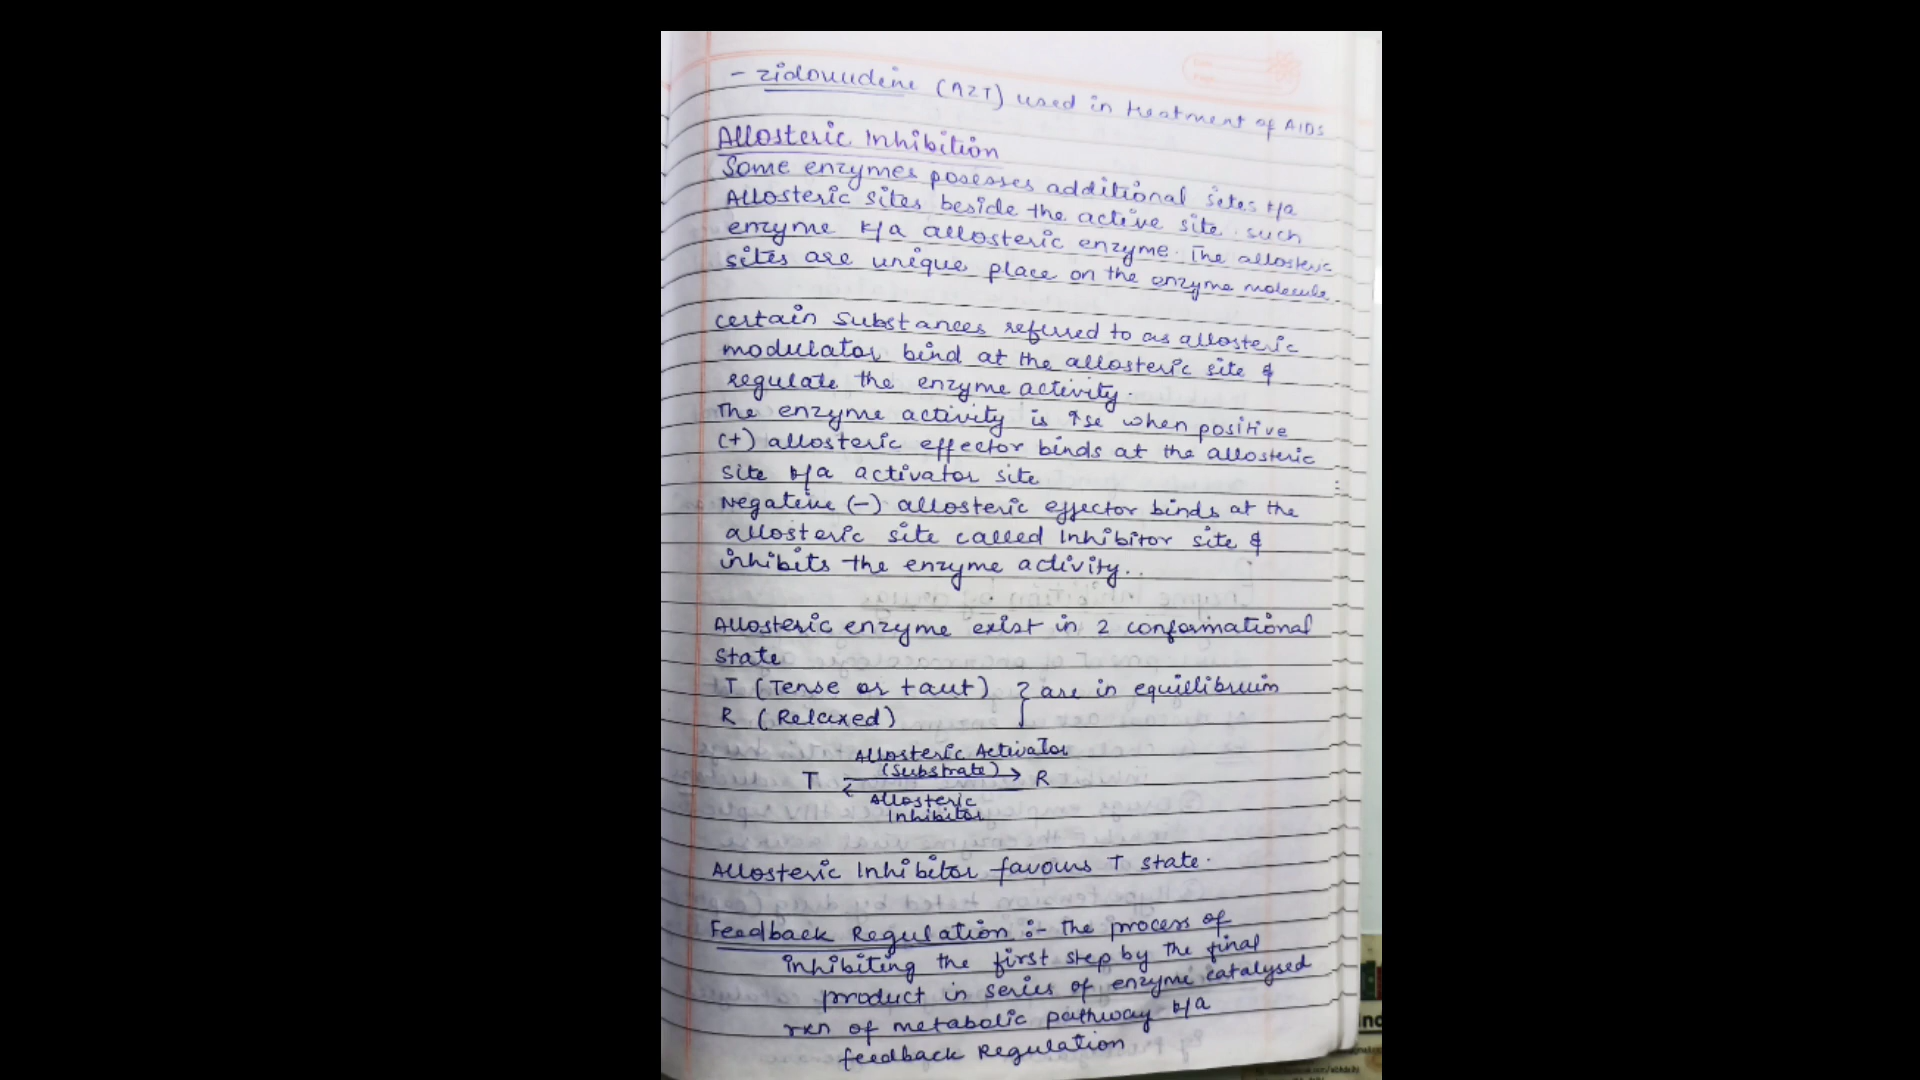 - zidovudine (AZT) used in treatment of AIDS
Allosteric Inhibition
Some enzymes posesses additional sites k/a
Allosteric sites beside the active site. such
enzyme k/a allosteric enzyme. The allosteric
sites are unique place on the enzyme molecule.
certain substances referred to as allosteric
modulator bind at the allosteric site &
regulate the enzyme activity.
The enzyme activity is ↑se when positive
(+) allosteric effector binds at the allosteric
site k/a activator site
Negative (-) allosteric effector binds at the
allosteric site called Inhibitor site &
inhibits the enzyme activity..
Allosteric enzyme exist in 2 conformational
state
T (Tense or taut) } are in equillibruim
R (Relaxed)
Allosteric Activator
(Substrate)
T ⇌ R
Allosteric
Inhibitor
Allosteric Inhibitor favours T state.
Feedback Regulation :- the process of
inhibiting the first step by the final
product in series of enzyme catalysed
rxn of metabolic pathway k/a
feedback Regulation